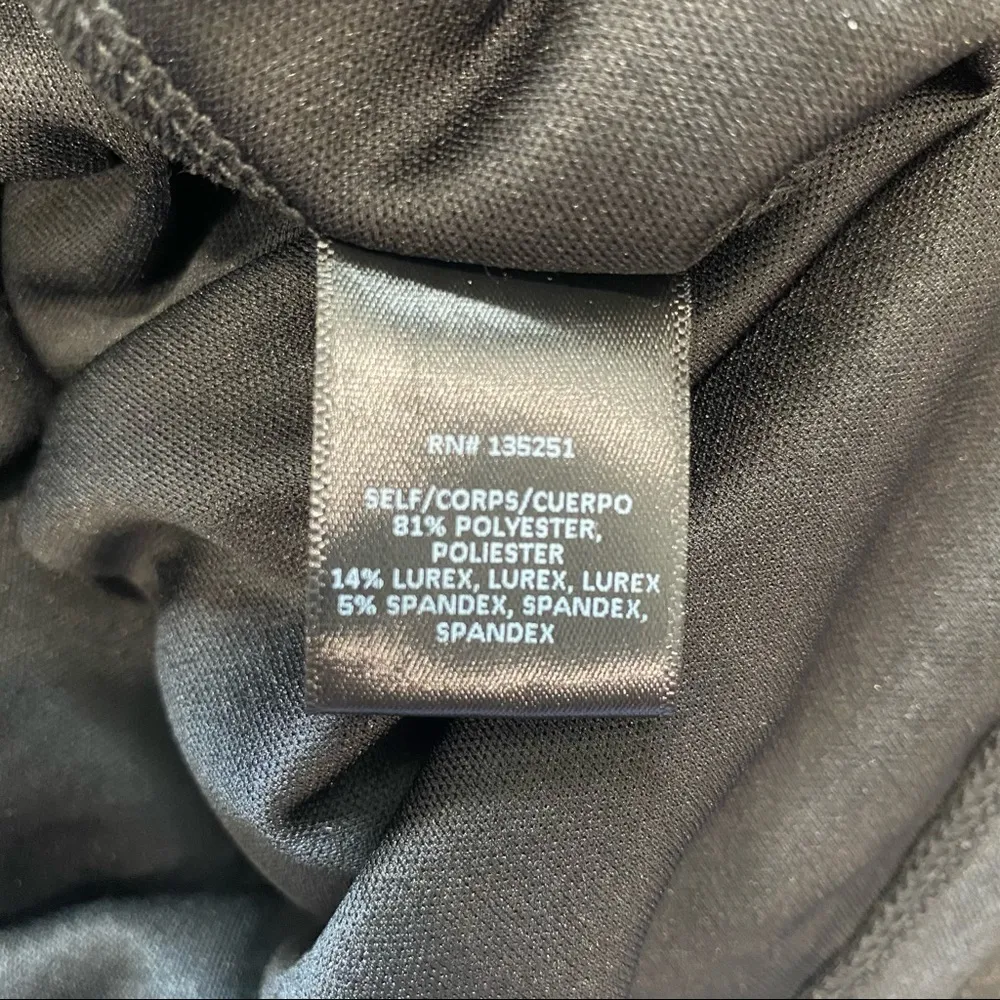 RN# 135251
SELF/CORPS/CUERPO
81% POLYESTER,
POLIESTER
14% LUREX, LUREX, LUREX
5% SPANDEX, SPANDEX,
SPANDEX